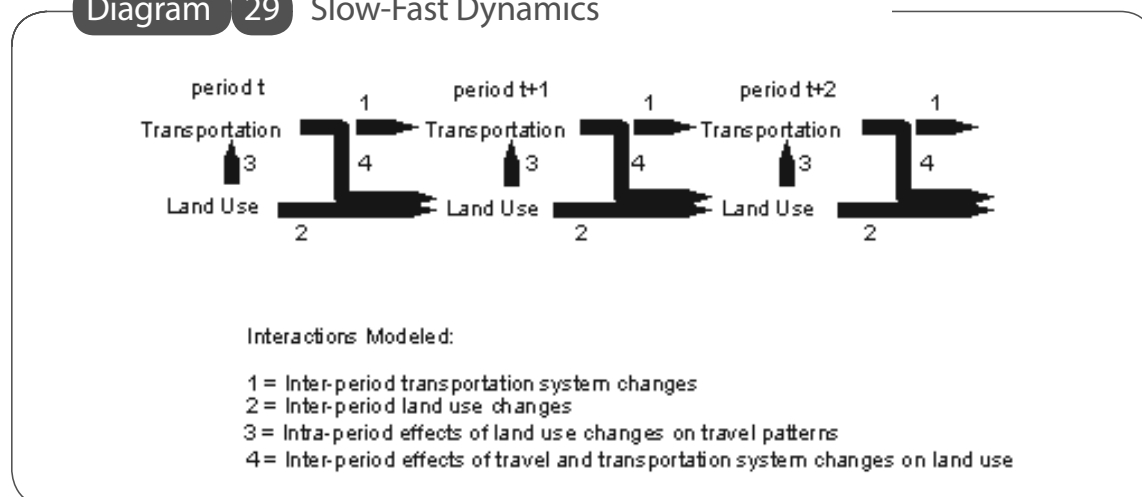 Diagram 29 Slow-Fast Dynamics
period t period t+1 period t+2
1 1 1
Transportation Transportation Transportation
3 4 3 4 3 4
Land Use Land Use Land Use
2 2 2
Interactions Modeled:
1 = Inter-period transportation system changes
2 = Inter-period land use changes
3 = Intra-period effects of land use changes on travel patterns
4 = Inter-period effects of travel and transportation system changes on land use